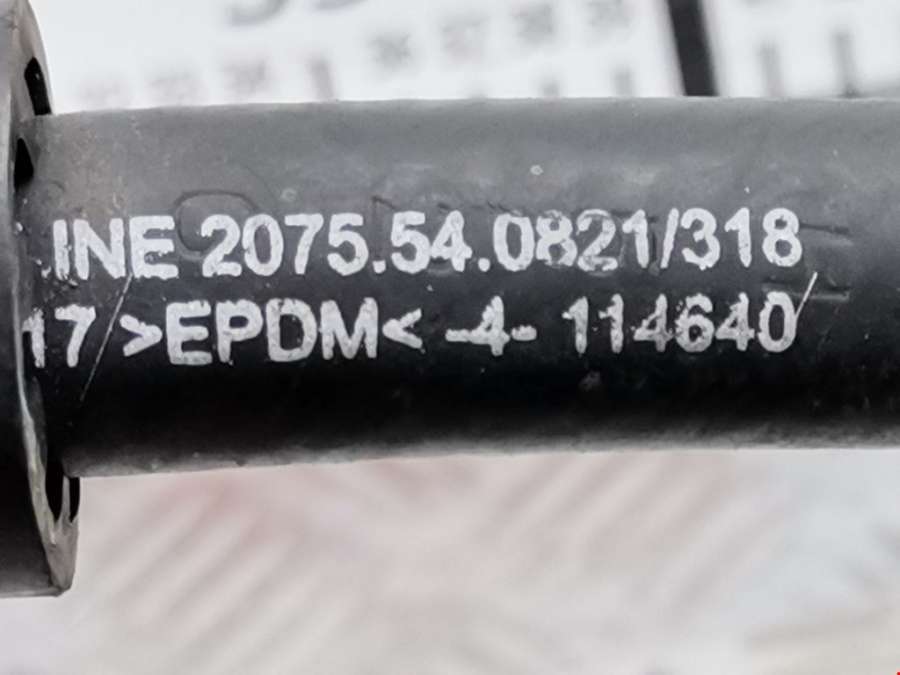 INE 2075.54.0821/318
17 >EPDM< -4- 114640